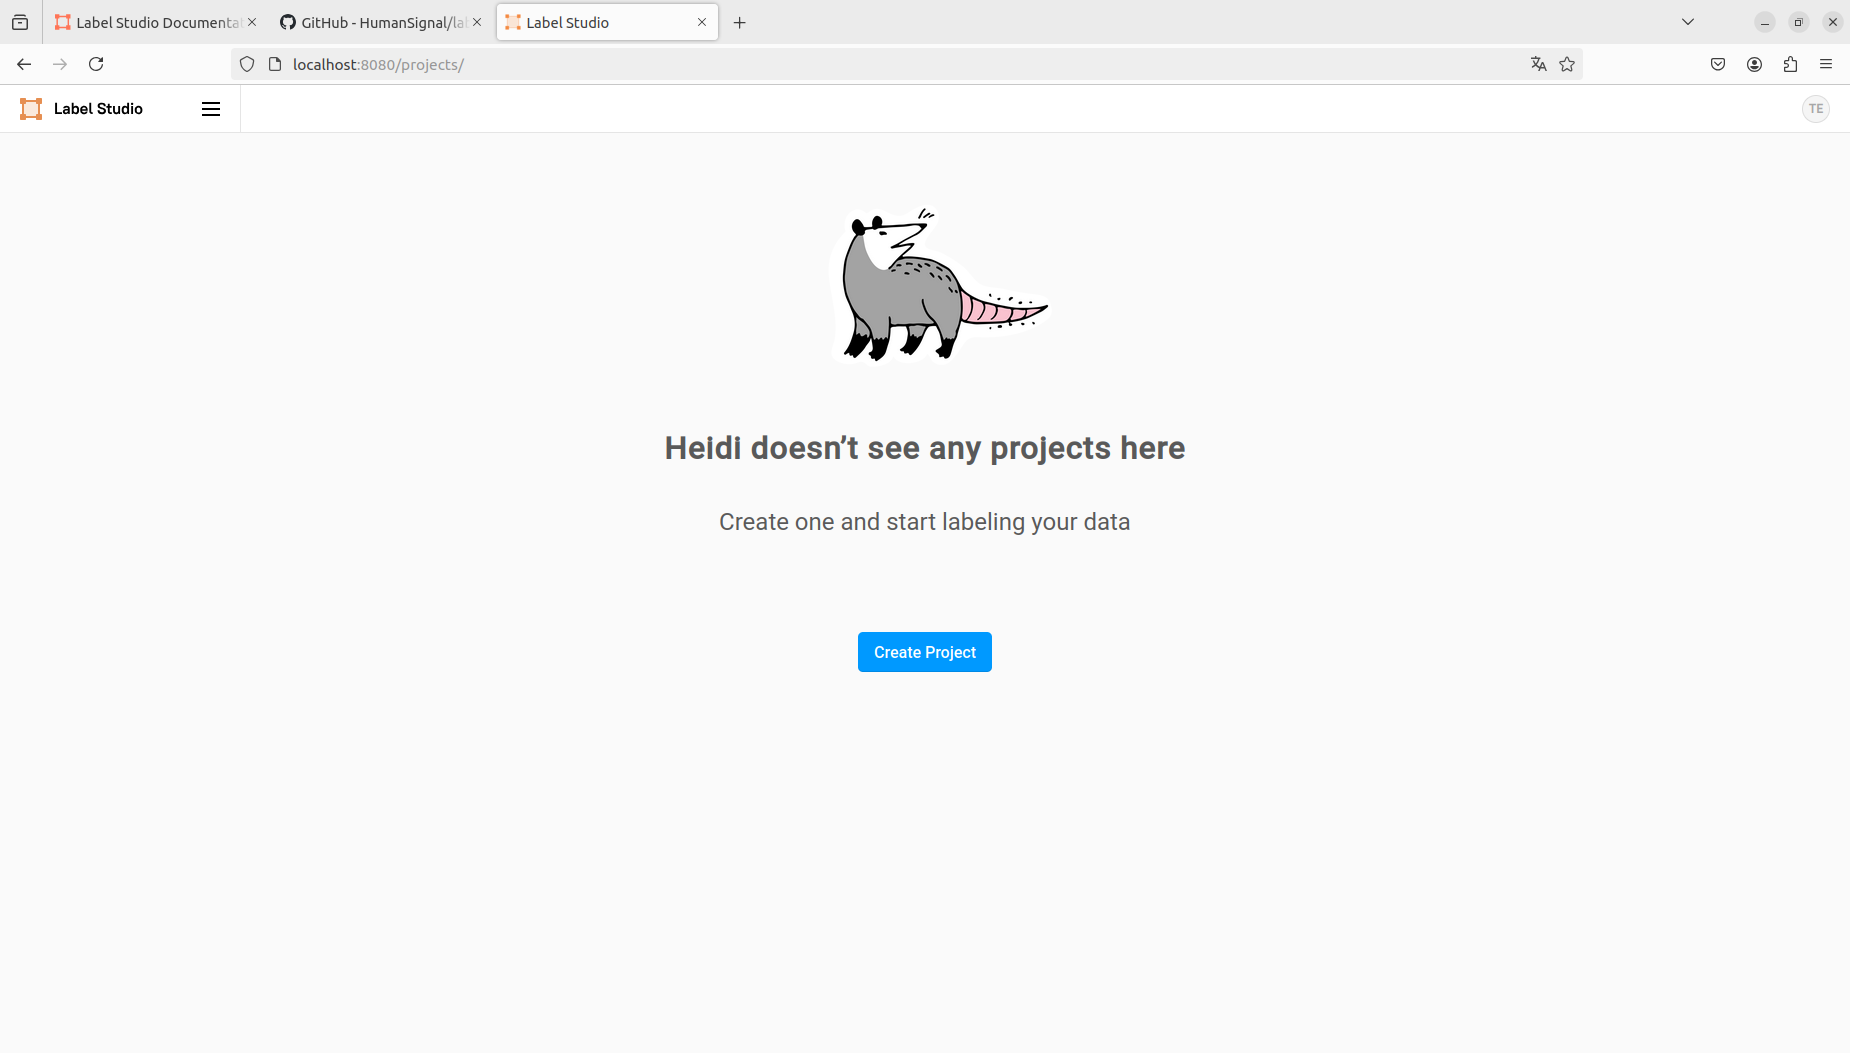 Label Studio Documenta
GitHub - HumanSignal/la
Label Studio
localhost:8080/projects/
Label Studio
TE
Heidi doesn’t see any projects here
Create one and start labeling your data
Create Project